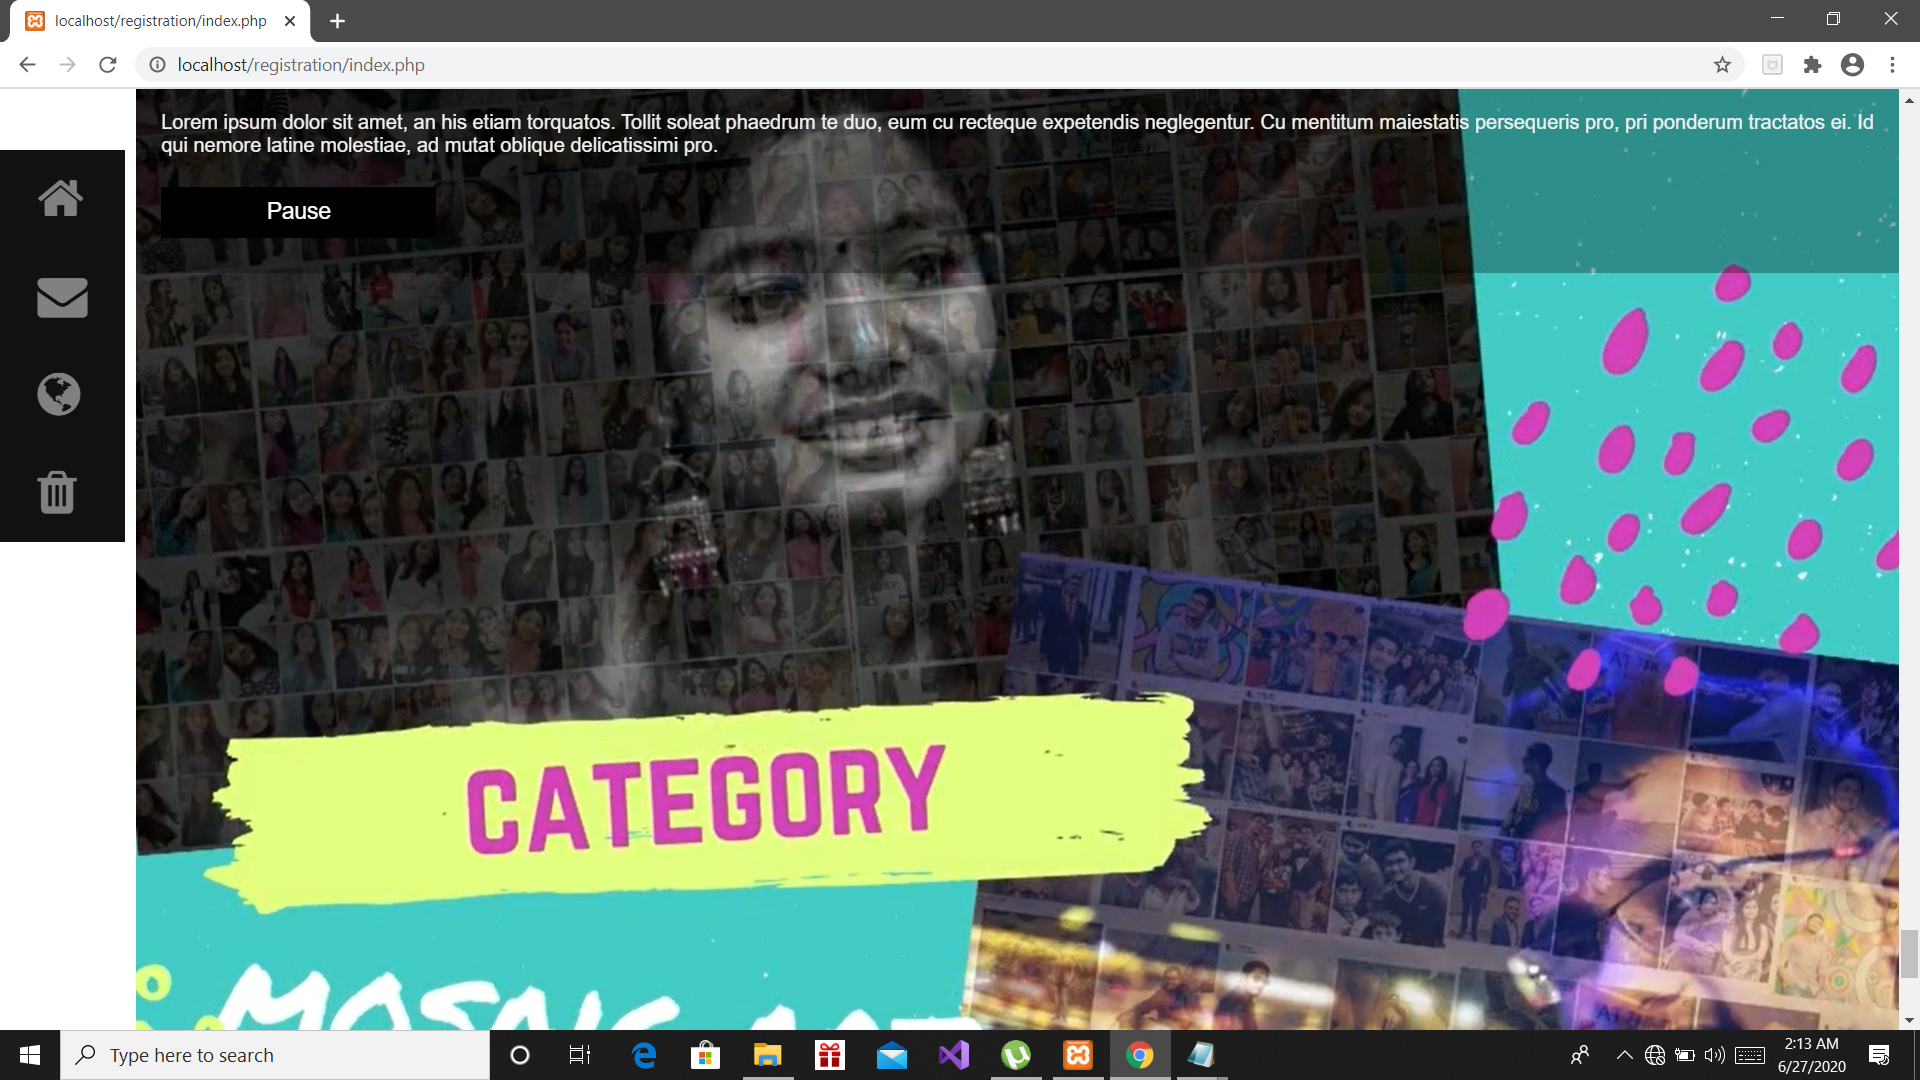 localhost/registration/index.php
localhost/registration/index.php
Lorem ipsum dolor sit amet, an his etiam torquatos. Tollit soleat phaedrum te duo, eum cu recteque expetendis neglegentur. Cu mentitum maiestatis persequeris pro, pri ponderum tractatos ei. Id
qui nemore latine molestiae, ad mutat oblique delicatissimi pro.
Pause
CATEGORY
MOSAIC ART
Type here to search
2:13 AM
6/27/2020